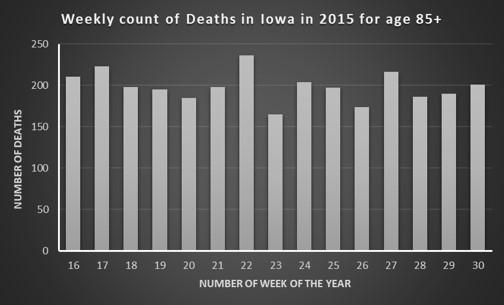 Weekly count of Deaths in Iowa in 2015 for age 85+
250
200
150
100
50
0
NUMBER OF DEATHS
16 17 18 19 20 21 22 23 24 25 26 27 28 29 30
NUMBER OF WEEK OF THE YEAR